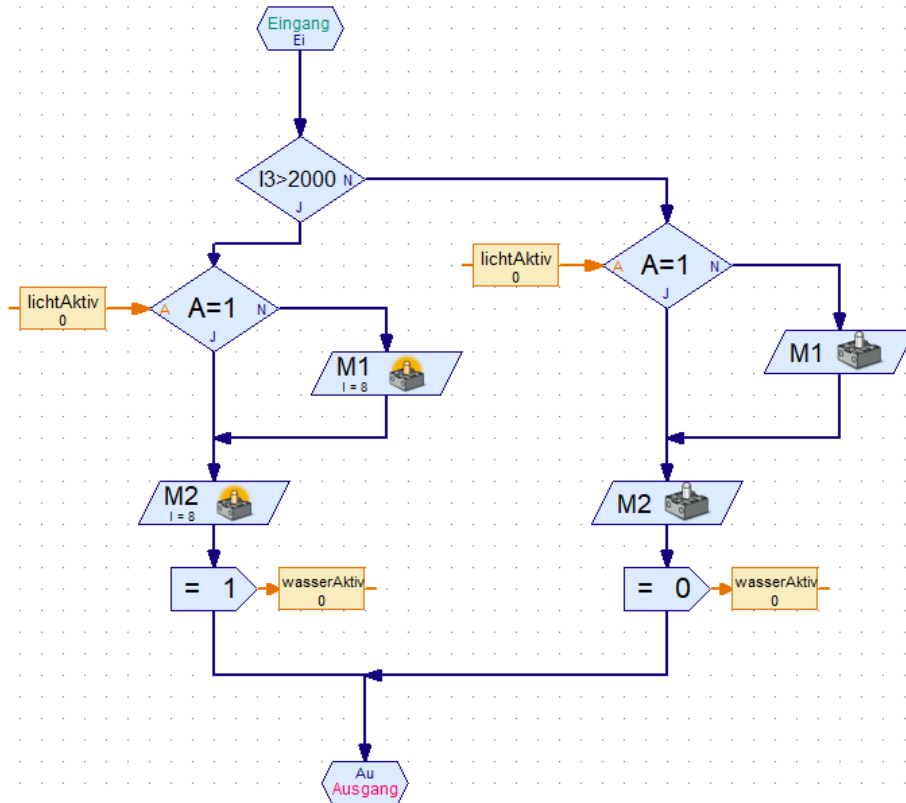 Eingang
Ei
I3>2000 N
J
lichtAktiv
0
A A=1 N
J
lichtAktiv
0
A A=1 N
J
M1
I = 8
M1
M2
I = 8
M2
= 1
wasserAktiv
0
= 0
wasserAktiv
0
Au
Ausgang